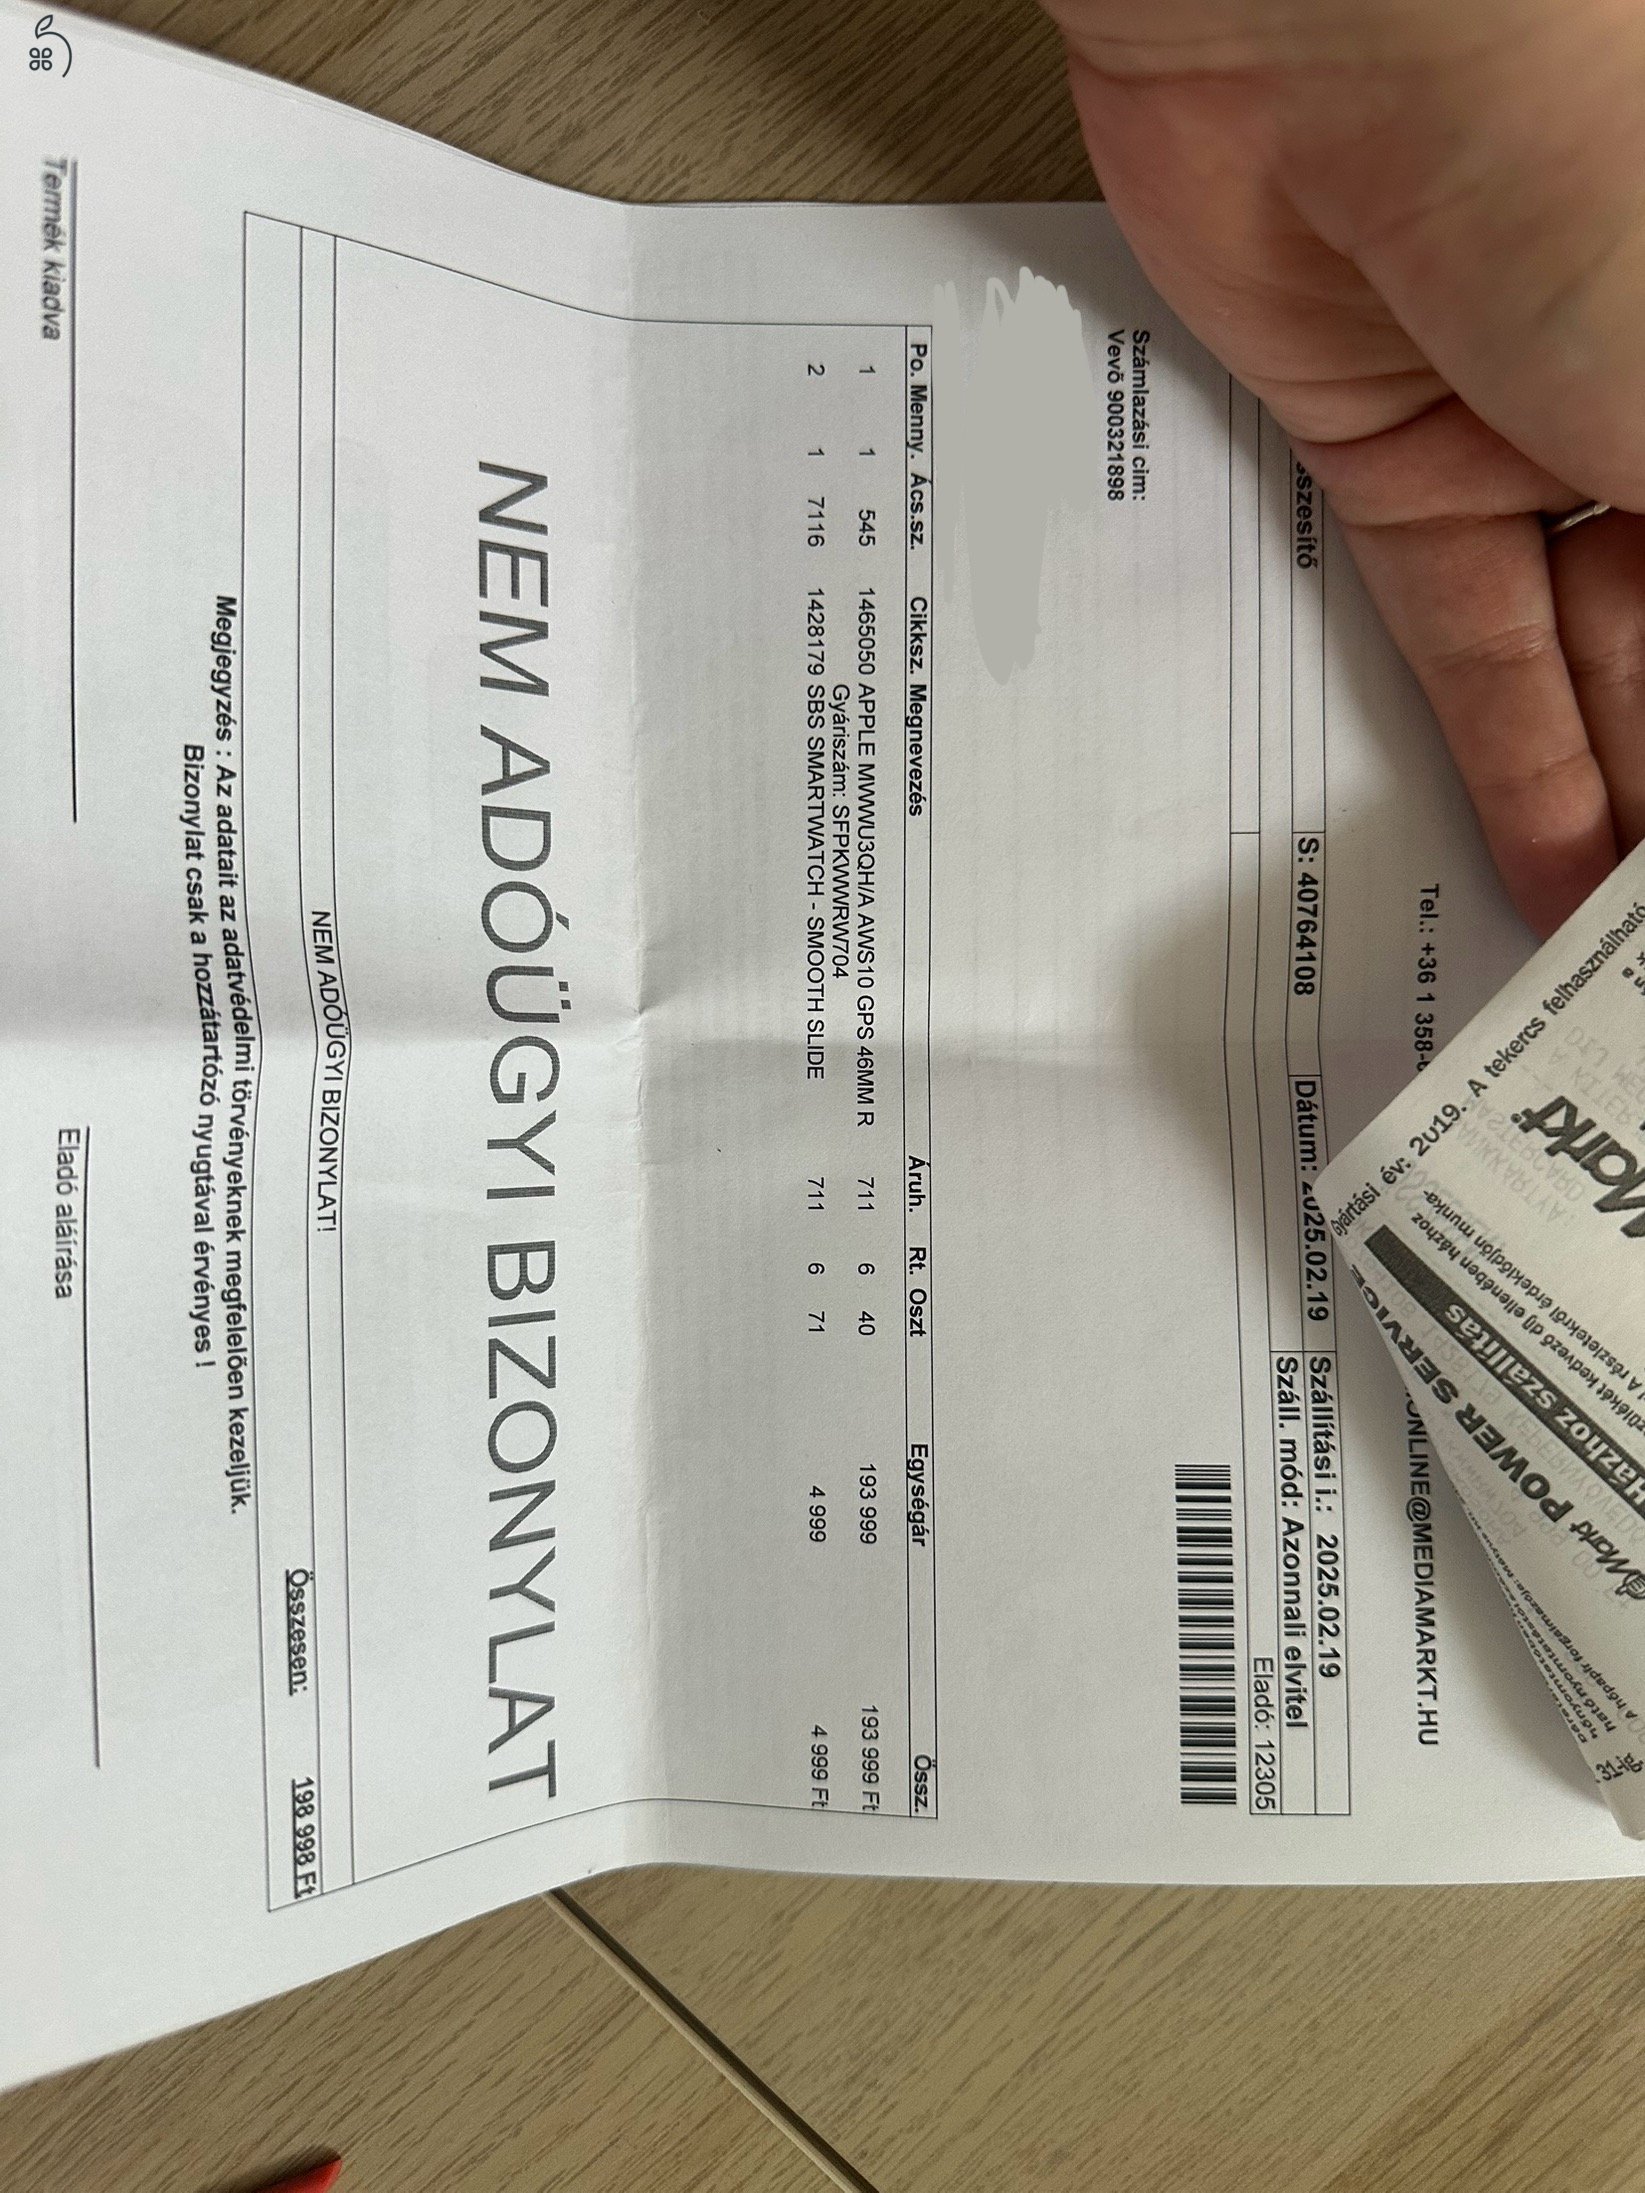 Tel.: +36 1 358-
ONLINE@MEDIAMARKT.HU
S: 40764108 Dátum: 2025.02.19 Szállítási i.: 2025.02.19
Száll. mód: Azonnali elvitel
Eladó: 12305
Számlázási cim:
Vevő 900321898
Po. Menny. Ács.sz. Cikksz. Megnevezés Áruh. Rt. Oszt Egységár Össz.
1 1 545 1465050 APPLE MWWU3QH/A AWS10 GPS 46MM R 711 6 40 193 999 193 999 Ft
Gyáriszám: SFPKWWRW704
2 1 7116 1428179 SBS SMARTWATCH - SMOOTH SLIDE 711 6 71 4 999 4 999 Ft
NEM ADÓÜGYI BIZONYLAT
NEM ADÓÜGYI BIZONYLAT!
Összesen: 198 998 Ft
Megjegyzés : Az adatait az adatvédelmi törvényeknek megfelelően kezeljük.
Bizonylat csak a hozzátartózó nyugtával érvényes !
Termék kiadva Eladó aláírása
Gyártási év: 2019. A tekercs felhasználható
Markt
Házhoz szállítás
Markt POWER SERVICE